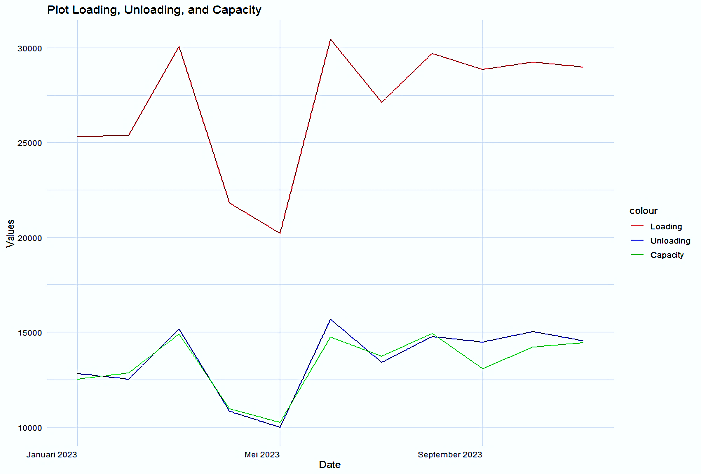 Plot Loading, Unloading, and Capacity
30000
25000
20000
15000
10000
Values
Januari 2023
Mei 2023
September 2023
Date
colour
Loading
Unloading
Capacity